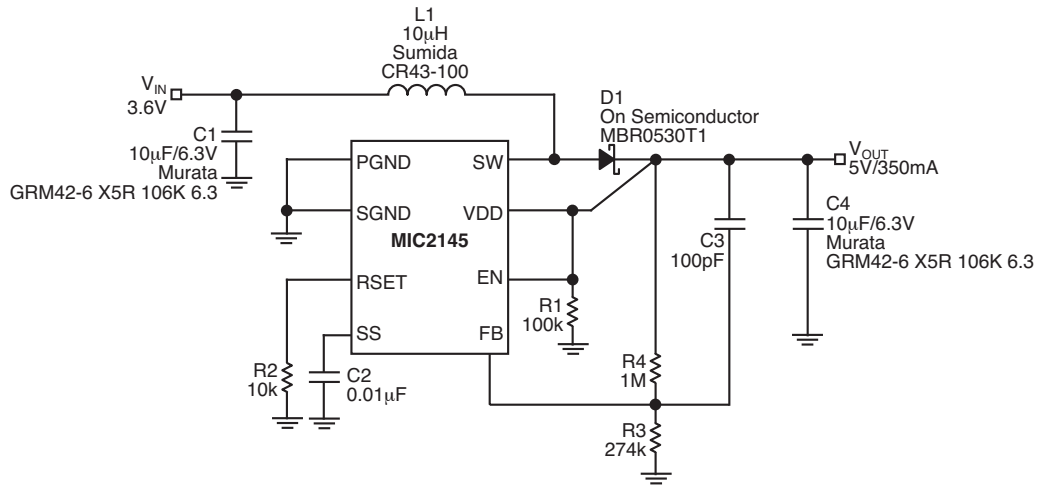 L1
10µH
Sumida
CR43-100
VIN
3.6V
C1
10µF/6.3V
Murata
GRM42-6 X5R 106K 6.3
D1
On Semiconductor
MBR0530T1
VOUT
5V/350mA
PGND
SW
SGND
VDD
MIC2145
RSET
EN
SS
FB
C3
100pF
C4
10µF/6.3V
Murata
GRM42-6 X5R 106K 6.3
R1
100k
R2
10k
C2
0.01µF
R4
1M
R3
274k